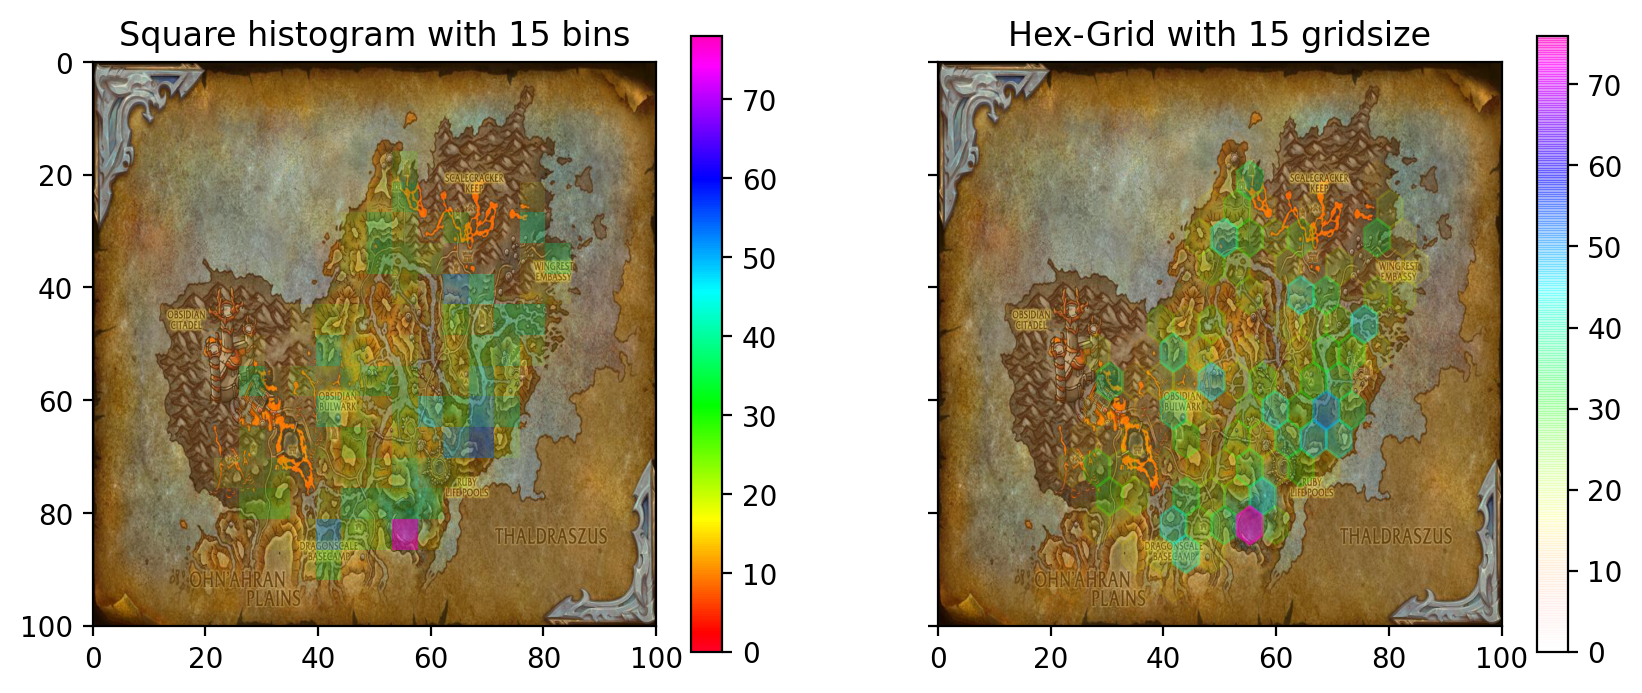 Square histogram with 15 bins
0
20
40
60
80
100
0
20
40
60
80
100
SCALECRACKER
KEEP
WINGREST
EMBASSY
OBSIDIAN
CITADEL
OBSIDIAN
BULWARK
RUBY
LIFEPOOLS
DRAGONSCALE
BASECAMP
THALDRASZUS
OHN'AHRAN
PLAINS
70
60
50
40
30
20
10
0
Hex-Grid with 15 gridsize
SCALECRACKER
KEEP
WINGREST
EMBASSY
OBSIDIAN
CITADEL
OBSIDIAN
BULWARK
RUBY
LIFEPOOLS
DRAGONSCALE
BASECAMP
THALDRASZUS
OHN'AHRAN
PLAINS
0
20
40
60
80
100
70
60
50
40
30
20
10
0